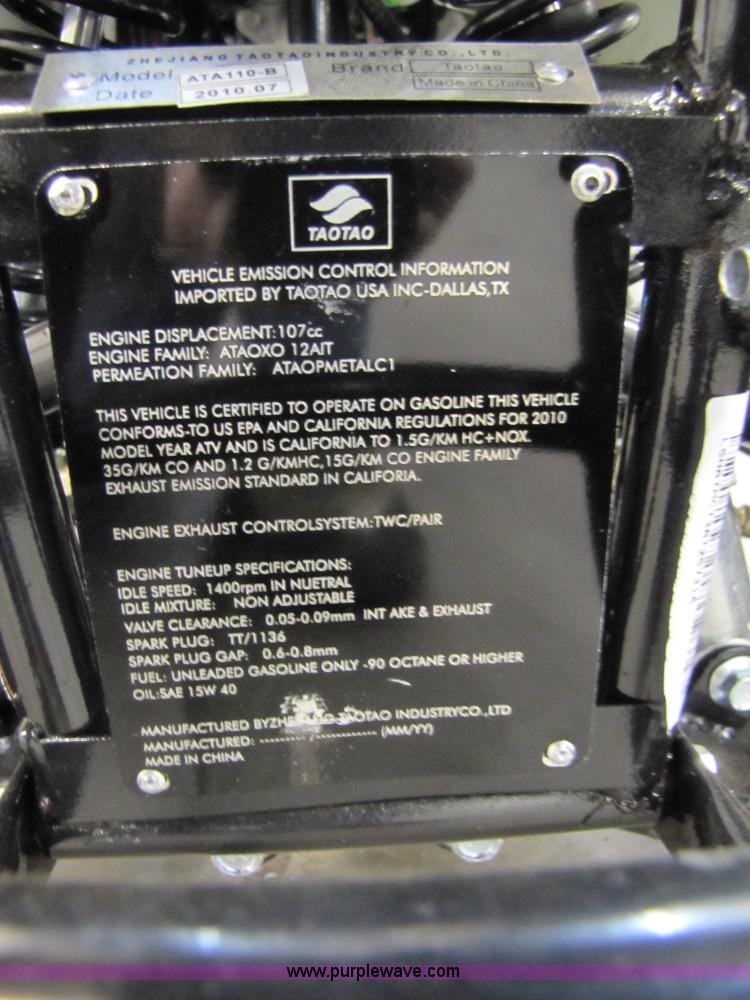 ZHEJIANG TAOTAO INDUSTRY CO.,LTD.
Model ATA110-B Brand Taotao
Date 2010.07 Made in China
TAOTAO
VEHICLE EMISSION CONTROL INFORMATION
IMPORTED BY TAOTAO USA INC-DALLAS,TX
ENGINE DISPLACEMENT:107cc
ENGINE FAMILY: ATAOXO 12AIT
PERMEATION FAMILY: ATAOPMETALC1
THIS VEHICLE IS CERTIFIED TO OPERATE ON GASOLINE THIS VEHICLE
CONFORMS-TO US EPA AND CALIFORNIA REGULATIONS FOR 2010
MODEL YEAR ATV AND IS CALIFORNIA TO 1.5G/KM HC+NOX.
35G/KM CO AND 1.2 G/KMHC,15G/KM CO ENGINE FAMILY
EXHAUST EMISSION STANDARD IN CALIFORIA.
ENGINE EXHAUST CONTROLSYSTEM:TWC/PAIR
ENGINE TUNEUP SPECIFICATIONS:
IDLE SPEED: 1400rpm IN NUETRAL
IDLE MIXTURE: NON ADJUSTABLE
VALVE CLEARANCE: 0.05-0.09mm INT AKE & EXHAUST
SPARK PLUG: TT/1136
SPARK PLUG GAP: 0.6-0.8mm
FUEL: UNLEADED GASOLINE ONLY -90 OCTANE OR HIGHER
OIL:SAE 15W 40
MANUFACTURED BYZHEJIANG TAOTAO INDUSTRYCO.,LTD
MANUFACTURED: --------- / ------------ (MM/YY)
MADE IN CHINA
www.purplewave.com